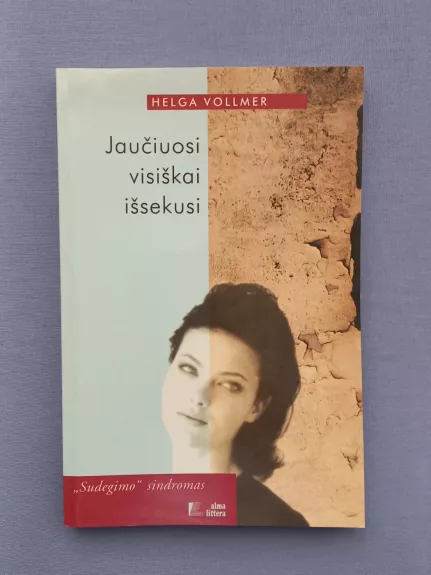 HELGA VOLLMER
Jaučiuosi
visiškai
išsekusi
„Sudegimo“ sindromas
alma
littera